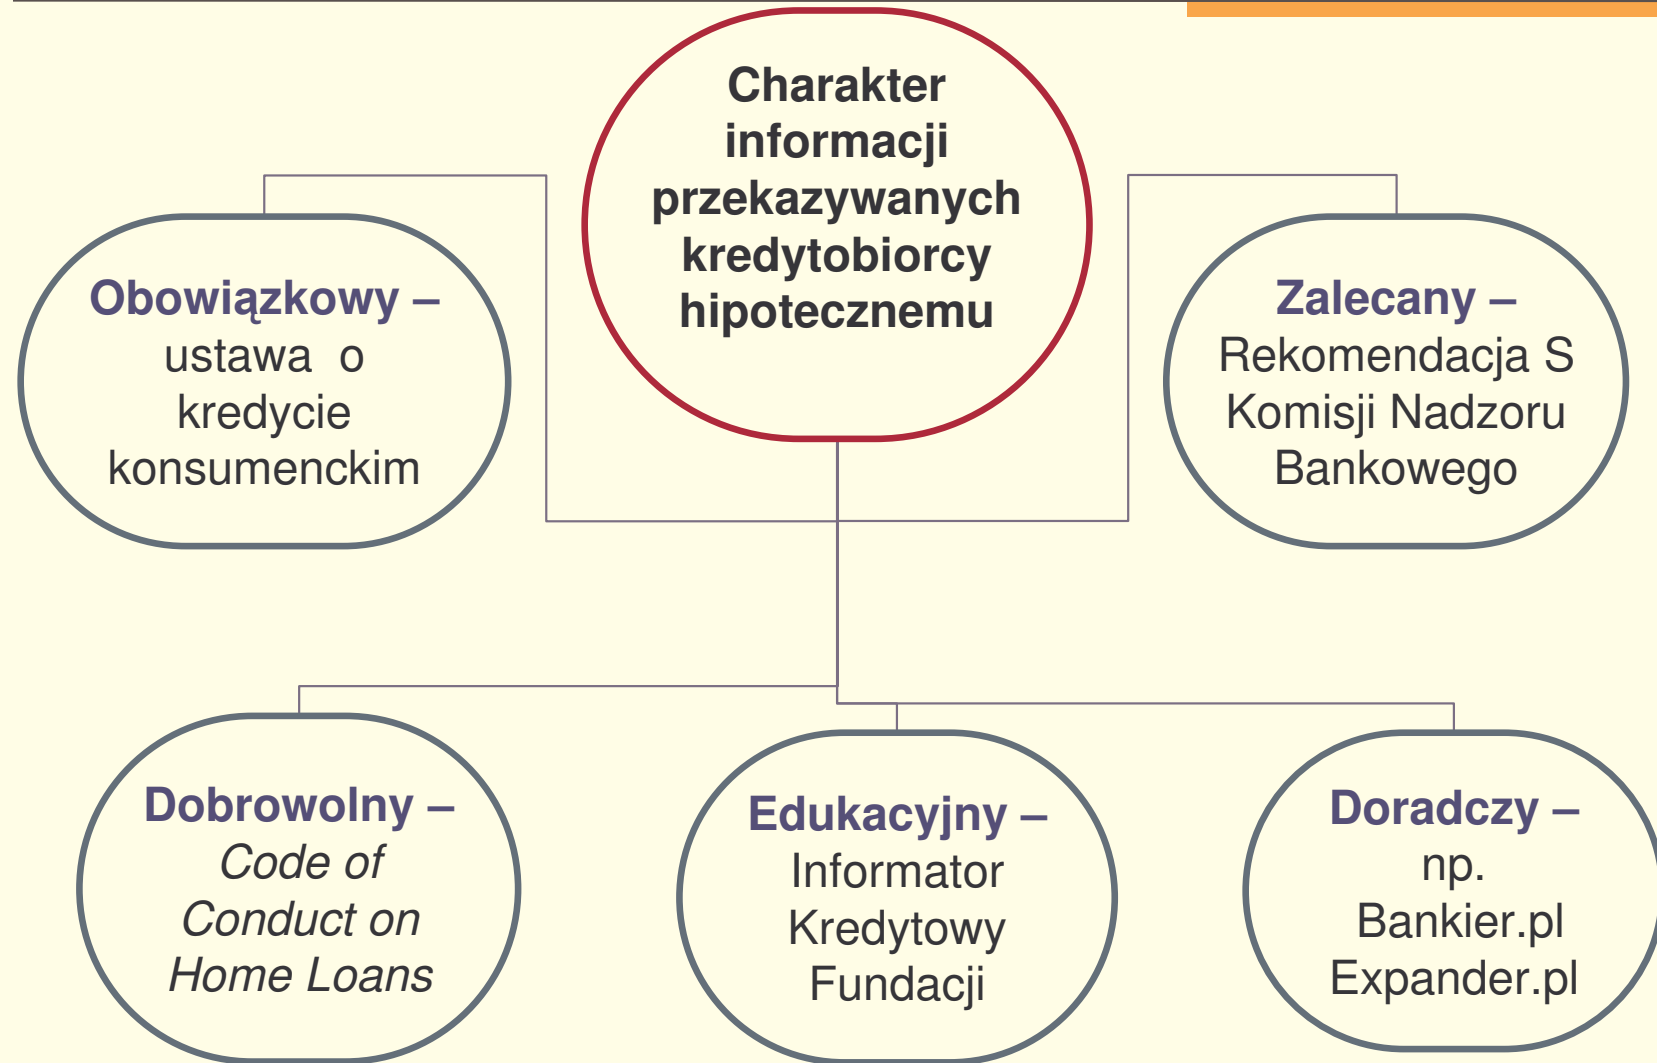 Charakter
informacji
przekazywanych
kredytobiorcy
hipotecznemu
Obowiązkowy –
ustawa o
kredycie
konsumenckim
Zalecany –
Rekomendacja S
Komisji Nadzoru
Bankowego
Dobrowolny –
Code of
Conduct on
Home Loans
Edukacyjny –
Informator
Kredytowy
Fundacji
Doradczy –
np.
Bankier.pl
Expander.pl